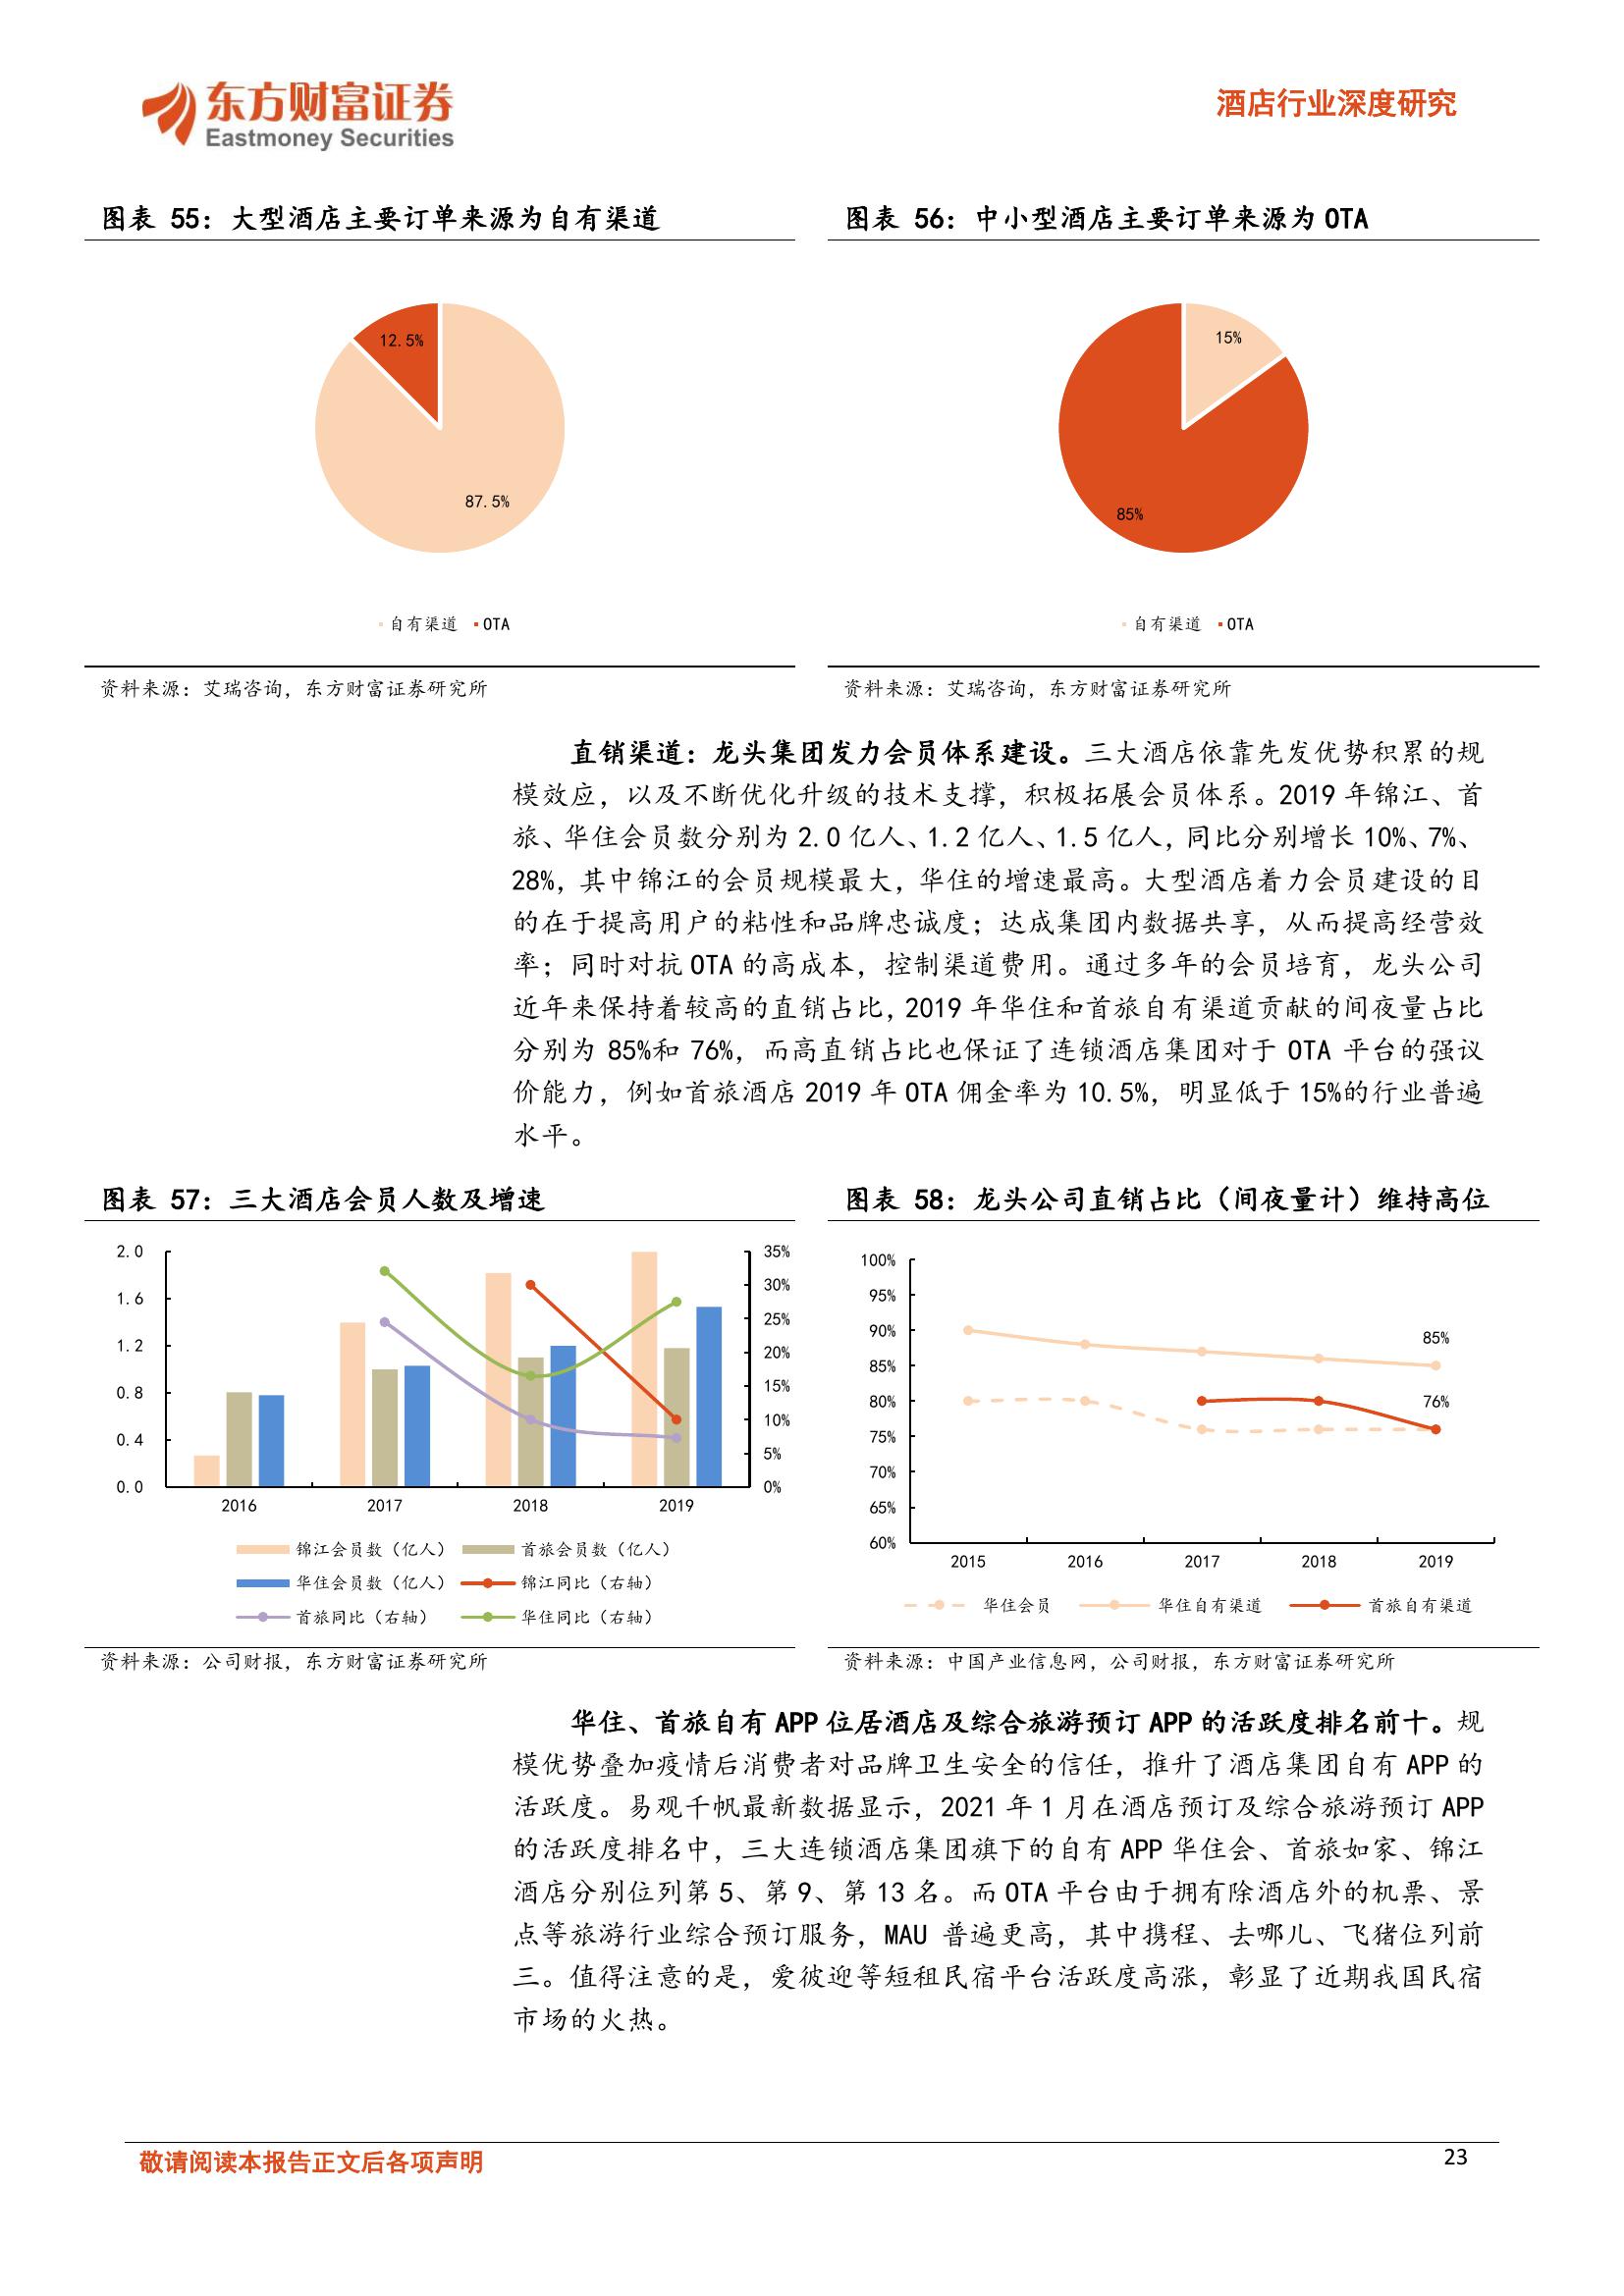 东方财富证券
Eastmoney Securities
酒店行业深度研究
图表 55：大型酒店主要订单来源为自有渠道
12.5%
87.5%
自有渠道 OTA
资料来源：艾瑞咨询，东方财富证券研究所
图表 56：中小型酒店主要订单来源为 OTA
15%
85%
自有渠道 OTA
资料来源：艾瑞咨询，东方财富证券研究所
直销渠道：龙头集团发力会员体系建设。三大酒店依靠先发优势积累的规
模效应，以及不断优化升级的技术支撑，积极拓展会员体系。2019 年锦江、首
旅、华住会员数分别为 2.0 亿人、1.2 亿人、1.5 亿人，同比分别增长 10%、7%、
28%，其中锦江的会员规模最大，华住的增速最高。大型酒店着力会员建设的目
的在于提高用户的粘性和品牌忠诚度；达成集团内数据共享，从而提高经营效
率；同时对抗 OTA 的高成本，控制渠道费用。通过多年的会员培育，龙头公司
近年来保持着较高的直销占比，2019 年华住和首旅自有渠道贡献的间夜量占比
分别为 85%和 76%，而高直销占比也保证了连锁酒店集团对于 OTA 平台的强议
价能力，例如首旅酒店 2019 年 OTA 佣金率为 10.5%，明显低于 15%的行业普遍
水平。
图表 57：三大酒店会员人数及增速
2.0
1.6
1.2
0.8
0.4
0.0
35%
30%
25%
20%
15%
10%
5%
0%
2016 2017 2018 2019
锦江会员数（亿人） 首旅会员数（亿人）
华住会员数（亿人） 锦江同比（右轴）
首旅同比（右轴） 华住同比（右轴）
资料来源：公司财报，东方财富证券研究所
图表 58：龙头公司直销占比（间夜量计）维持高位
100%
95%
90%
85%
80%
75%
70%
65%
60%
85%
76%
2015 2016 2017 2018 2019
华住会员 华住自有渠道 首旅自有渠道
资料来源：中国产业信息网，公司财报，东方财富证券研究所
华住、首旅自有 APP 位居酒店及综合旅游预订 APP 的活跃度排名前十。规
模优势叠加疫情后消费者对品牌卫生安全的信任，推升了酒店集团自有 APP 的
活跃度。易观千帆最新数据显示，2021 年 1 月在酒店预订及综合旅游预订 APP
的活跃度排名中，三大连锁酒店集团旗下的自有 APP 华住会、首旅如家、锦江
酒店分别位列第 5、第 9、第 13 名。而 OTA 平台由于拥有除酒店外的机票、景
点等旅游行业综合预订服务，MAU 普遍更高，其中携程、去哪儿、飞猪位列前
三。值得注意的是，爱彼迎等短租民宿平台活跃度高涨，彰显了近期我国民宿
市场的火热。
敬请阅读本报告正文后各项声明
23